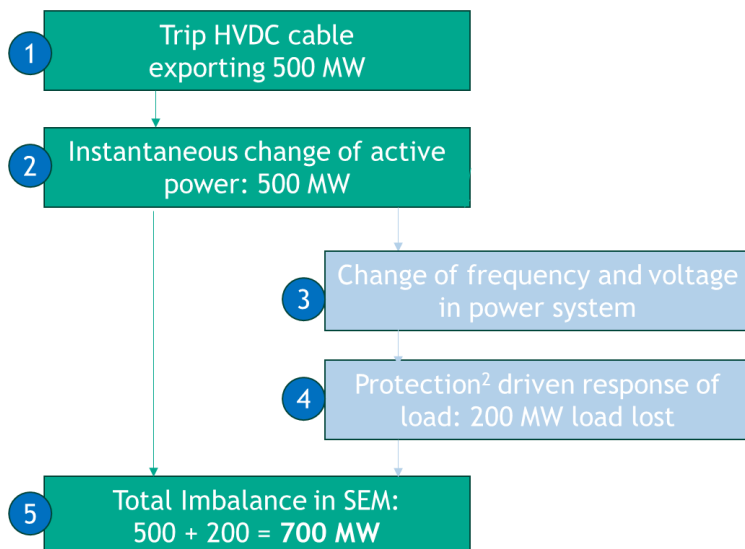 1
Trip HVDC cable
exporting 500 MW
2
Instantaneous change of active
power: 500 MW
3
Change of frequency and voltage
in power system
4
Protection² driven response of
load: 200 MW load lost
5
Total Imbalance in SEM:
500 + 200 = 700 MW